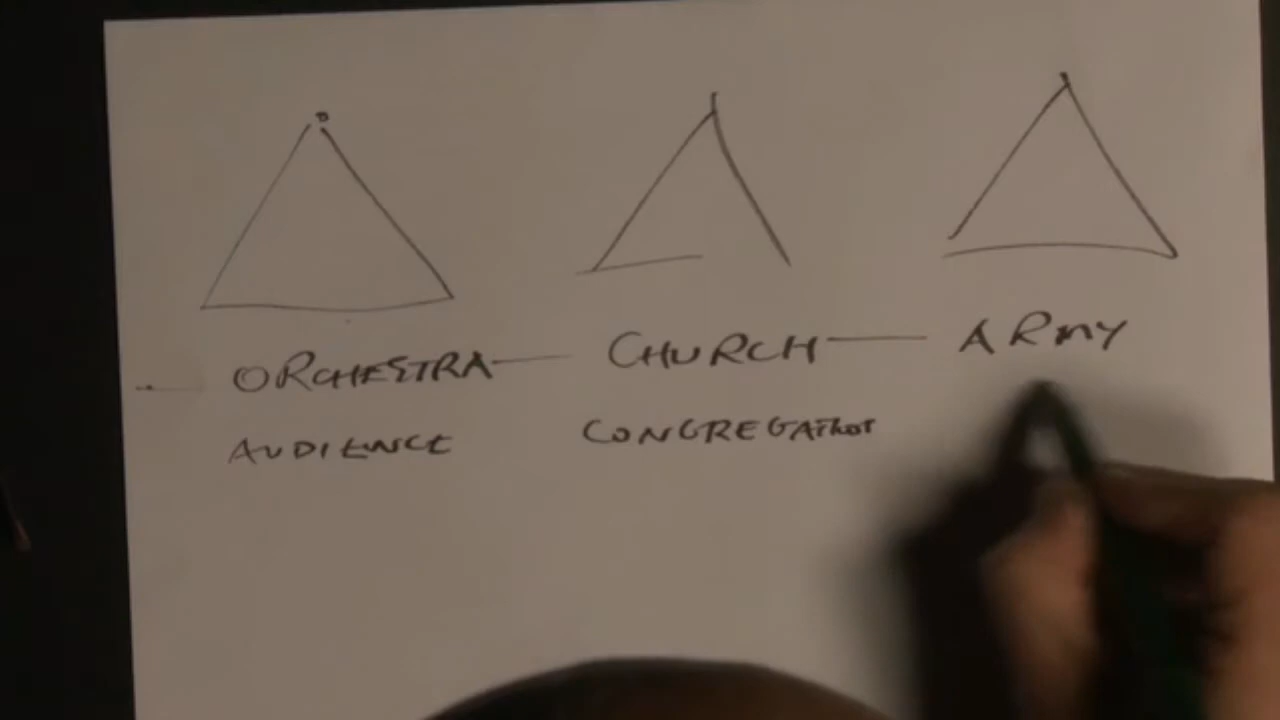 ORCHESTRA — CHURCH — ARMY
AUDIENCE CONGREGATION